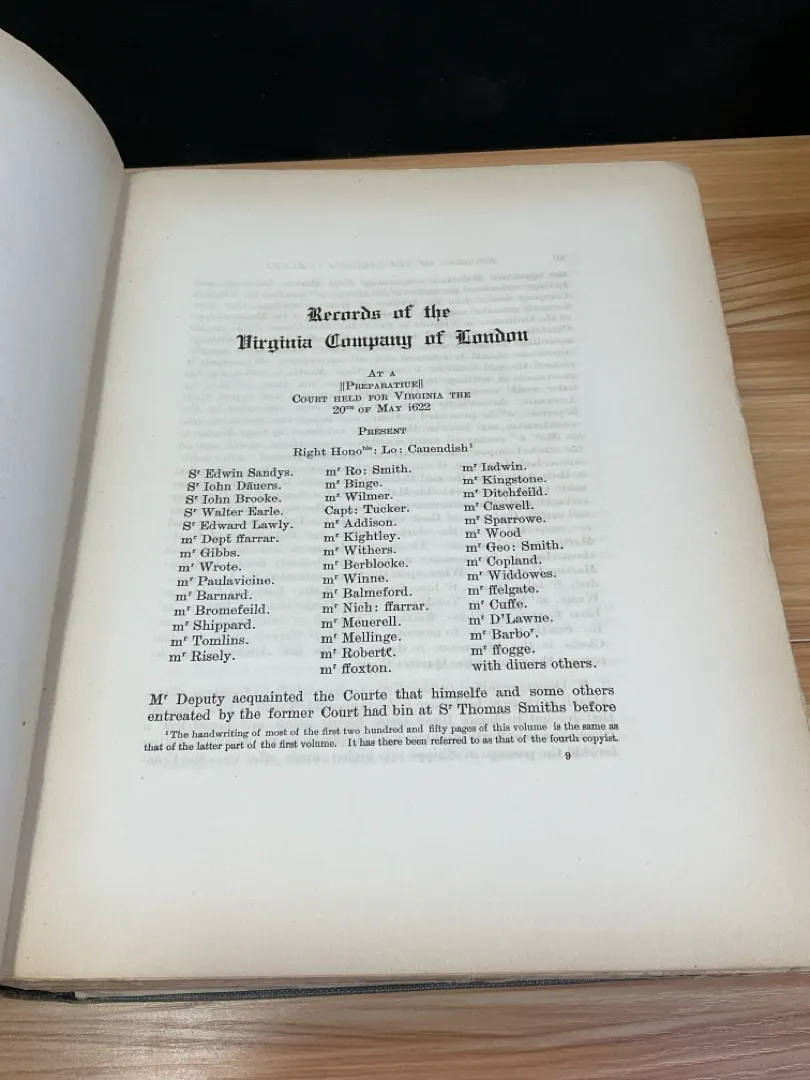 Records of the
Virginia Company of London
At a
||Preparatiue||
Court held for Virginia the
20th of May i622
Present
Right Hono^ble: Lo: Cauendish¹
S^r Edwin Sandys.
S^r Iohn Dāuers.
S^r Iohn Brooke.
S^r Walter Earle.
S^r Edward Lawly.
m^r Dept̄ ffarrar.
m^r Gibbs.
m^r Wrote.
m^r Paulavicine.
m^r Barnard.
m^r Bromefeild.
m^r Shippard.
m^r Tomlins.
m^r Risely.
m^r Ro: Smith.
m^r Binge.
m^r Wilmer.
Capt: Tucker.
m^r Addison.
m^r Kightley.
m^r Withers.
m^r Berblocke.
m^r Winne.
m^r Balmeford.
m^r Nich: ffarrar.
m^r Meuerell.
m^r Mellinge.
m^r Robertę.
m^r ffoxton.
m^r Iadwin.
m^r Kingstone.
m^r Ditchfeild.
m^r Caswell.
m^r Sparrowe.
m^r Wood
m^r Geo: Smith.
m^r Copland.
m^r Widdowes.
m^r ffelgate.
m^r Cuffe.
m^r D'Lawne.
m^r Barbo^r.
m^r ffogge.
with diuers others.
M^r Deputy acquainted the Courte that himselfe and some others
entreated by the former Court had bin at S^r Thomas Smiths before
¹The handwriting of most of the first two hundred and fifty pages of this volume is the same as
that of the latter part of the first volume. It has there been referred to as that of the fourth copyist.
9